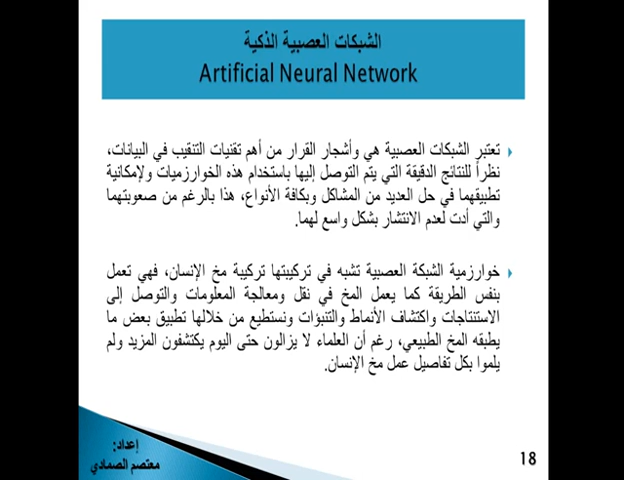 الشبكات العصبية الذكية
Artificial Neural Network
تعتبر الشبكات العصبية هي وأشجار القرار من أهم تقنيات التنقيب في البيانات،
نظراً للنتائج الدقيقة التي يتم التوصل إليها باستخدام هذه الخوارزميات ولإمكانية
تطبيقهما في حل العديد من المشاكل وبكافة الأنواع، هذا بالرغم من صعوبتهما
والتي أدت لعدم الانتشار بشكل واسع لهما.
خوارزمية الشبكة العصبية تشبه في تركيبتها تركيبة مخ الإنسان، فهي تعمل
بنفس الطريقة كما يعمل المخ في نقل ومعالجة المعلومات والتوصل إلى
الاستنتاجات واكتشاف الأنماط والتنبؤات ونستطيع من خلالها تطبيق بعض ما
يطبقه المخ الطبيعي، رغم أن العلماء لا يزالون حتى اليوم يكتشفون المزيد ولم
يلموا بكل تفاصيل عمل مخ الإنسان.
إعداد:
معتصم الصمادي
18